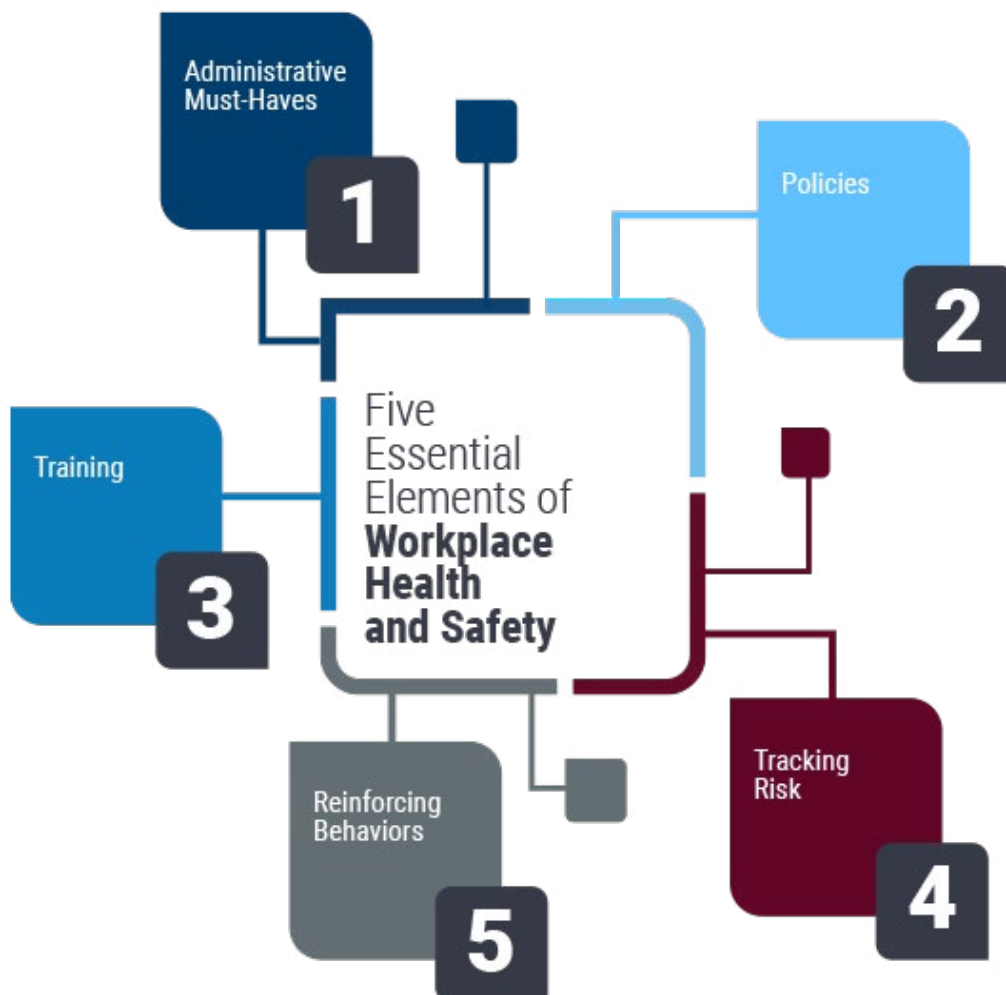 Administrative
Must-Haves
1
Policies
2
Five
Essential
Elements of
Workplace
Health
and Safety
Training
3
Tracking
Risk
4
Reinforcing
Behaviors
5